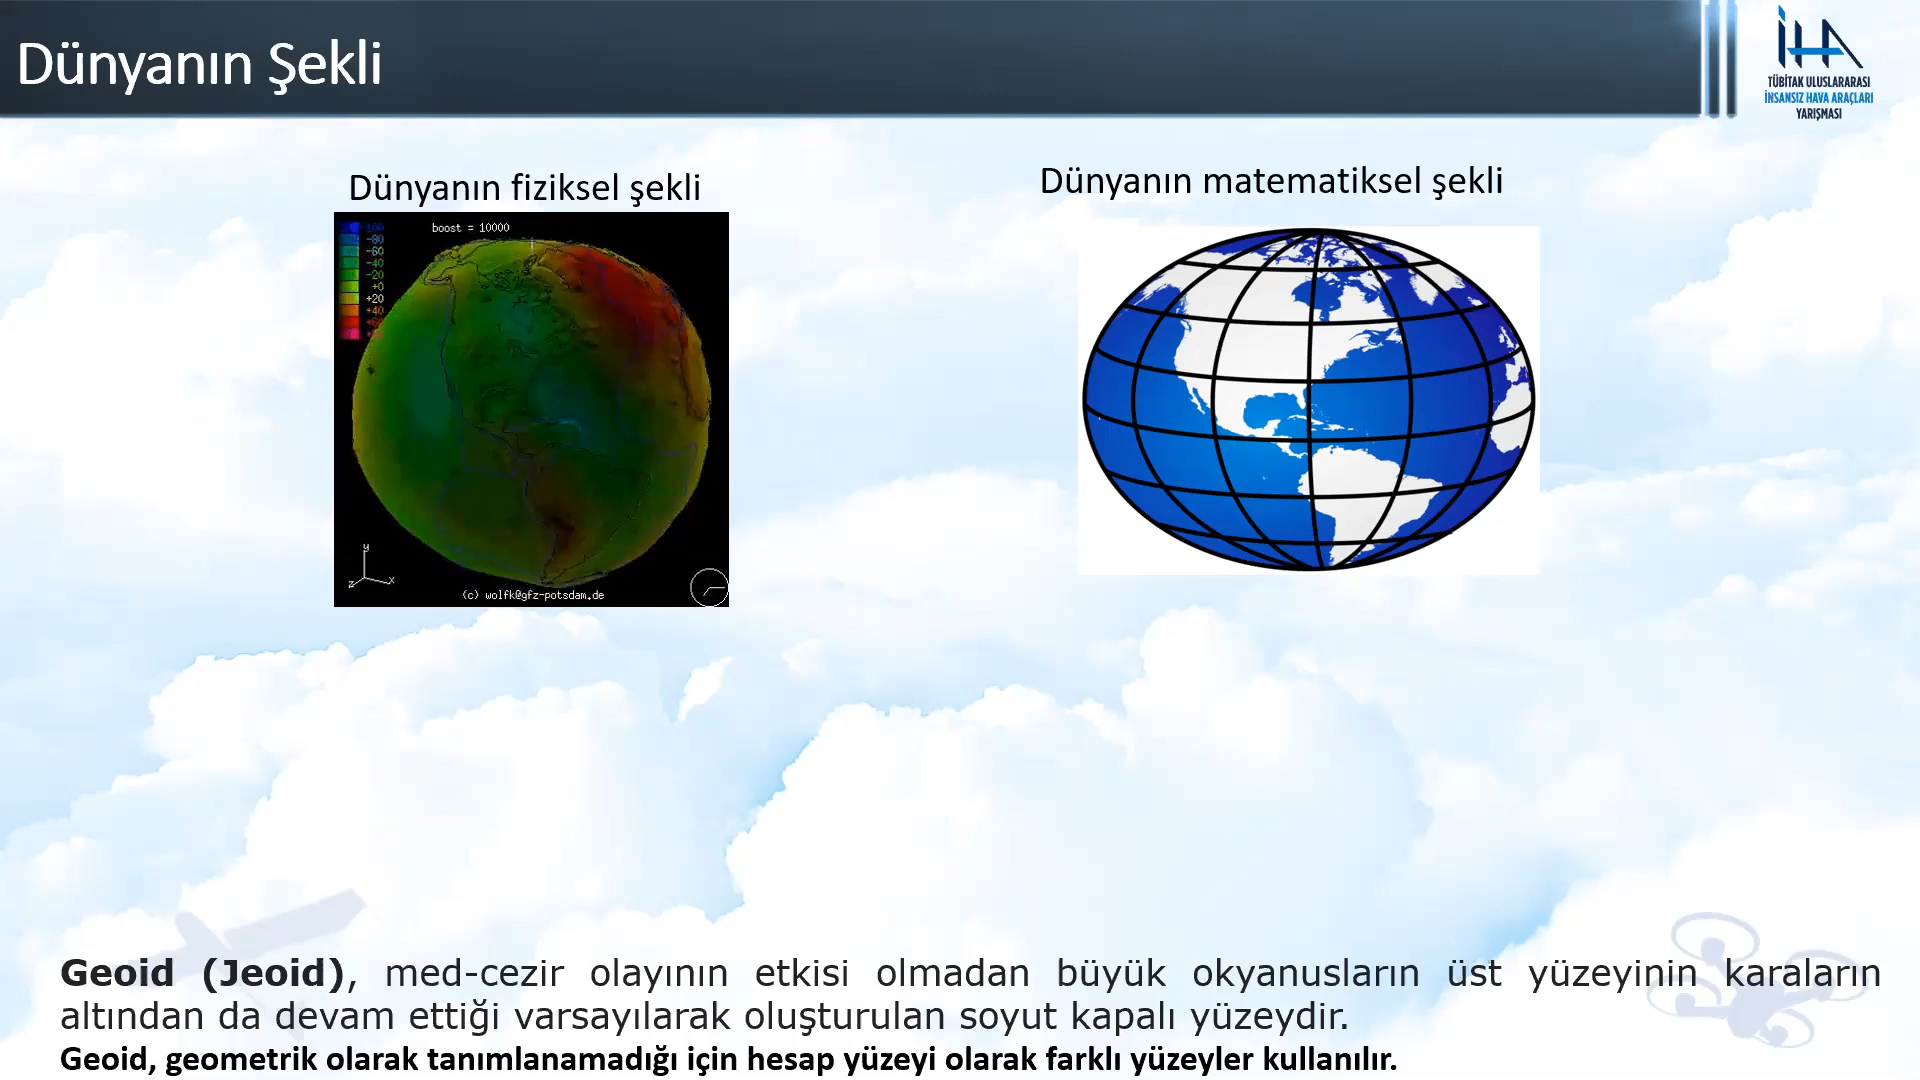 Dünyanın Şekli
İHA
TÜBİTAK ULUSLARARASI
İNSANSIZ HAVA ARAÇLARI
YARIŞMASI
Dünyanın fiziksel şekli
Dünyanın matematiksel şekli
boost = 10000
-80
-60
-40
-20
+0
+20
+40
y
z
x
(c) wolfk@gfz-potsdam.de
Geoid (Jeoid), med-cezir olayının etkisi olmadan büyük okyanusların üst yüzeyinin karaların
altından da devam ettiği varsayılarak oluşturulan soyut kapalı yüzeydir.
Geoid, geometrik olarak tanımlanamadığı için hesap yüzeyi olarak farklı yüzeyler kullanılır.